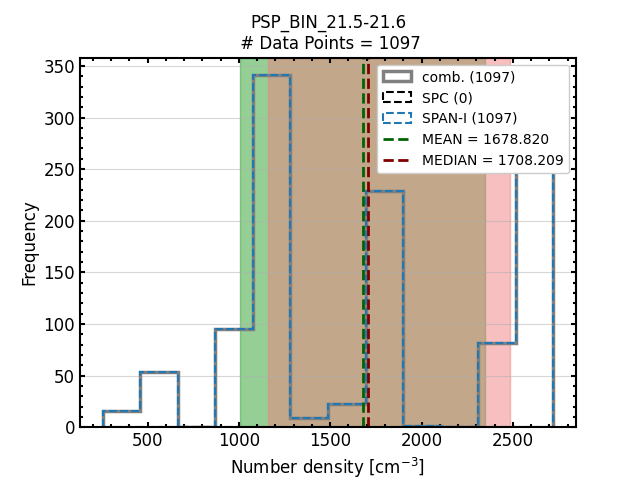 PSP_BIN_21.5-21.6
# Data Points = 1097
comb. (1097)
SPC (0)
SPAN-I (1097)
MEAN = 1678.820
MEDIAN = 1708.209
Frequency
350
300
250
200
150
100
50
0
500
1000
1500
2000
2500
Number density [cm⁻³]